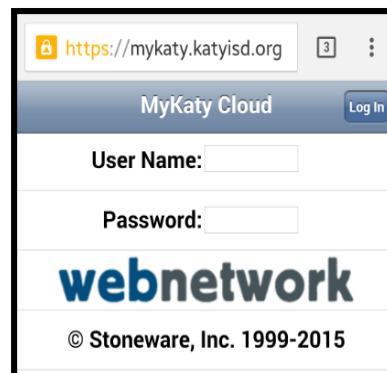 https://mykaty.katyisd.org 3
MyKaty Cloud Log In
User Name:
Password:
webnetwork
© Stoneware, Inc. 1999-2015